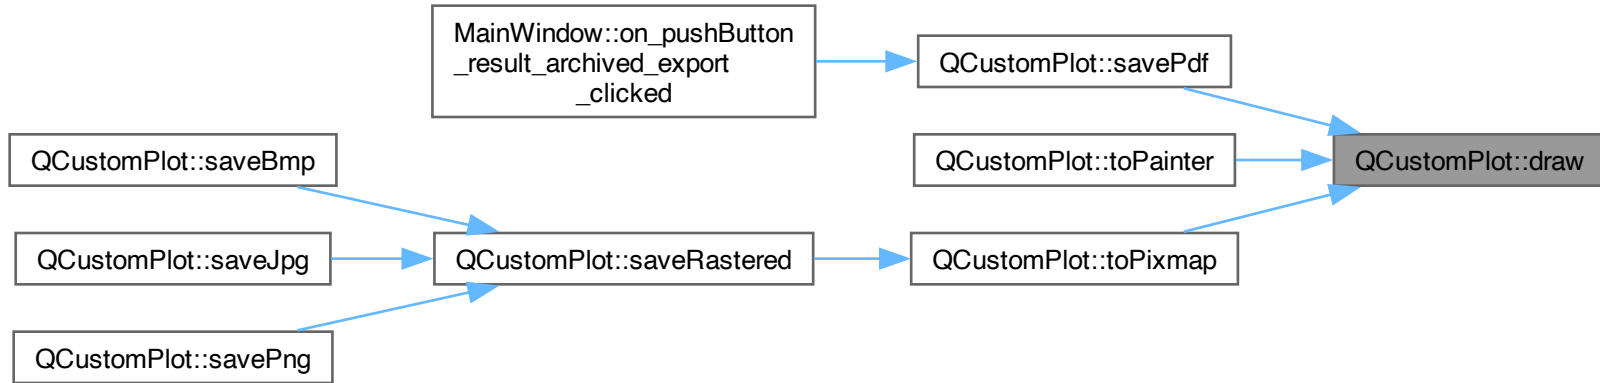 MainWindow::on_pushButton
_result_archived_export
_clicked
QCustomPlot::savePdf
QCustomPlot::saveBmp
QCustomPlot::toPainter
QCustomPlot::draw
QCustomPlot::saveJpg
QCustomPlot::saveRastered
QCustomPlot::toPixmap
QCustomPlot::savePng